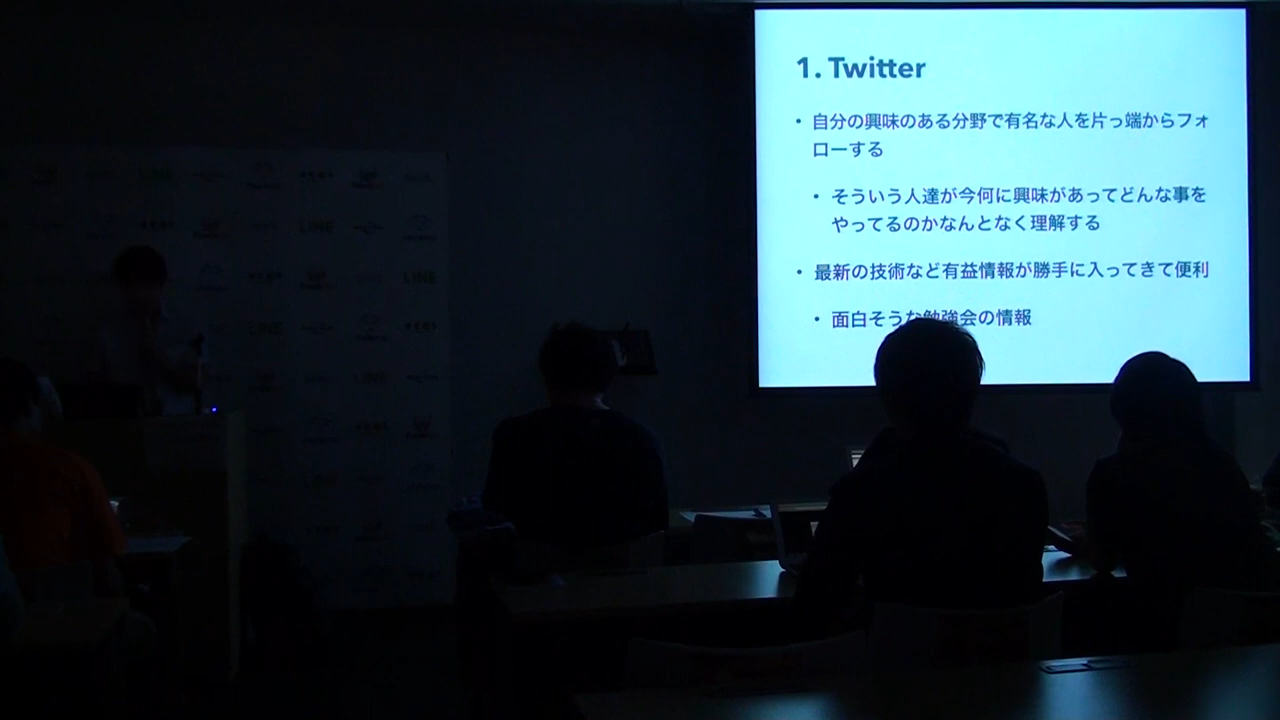 1. Twitter
• 自分の興味のある分野で有名な人を片っ端からフォ
ローする
• そういう人達が今何に興味があってどんな事を
やってるのかなんとなく理解する
• 最新の技術など有益情報が勝手に入ってきて便利
• 面白そうな勉強会の情報
LINE
LINE
LINE
LINE